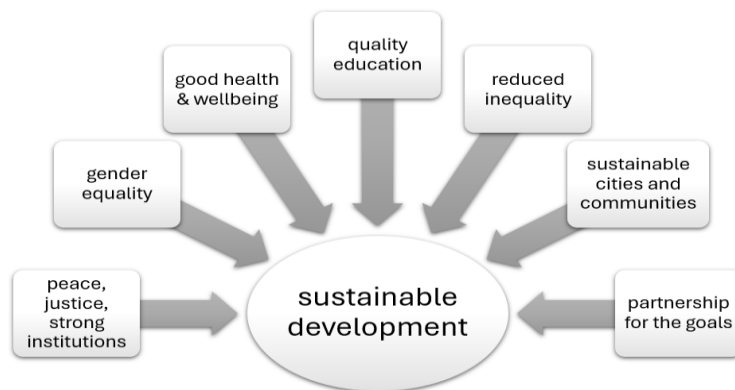 quality
education
good health
& wellbeing
reduced
inequality
gender
equality
sustainable
cities and
communities
peace,
justice,
strong
institutions
sustainable
development
partnership
for the goals